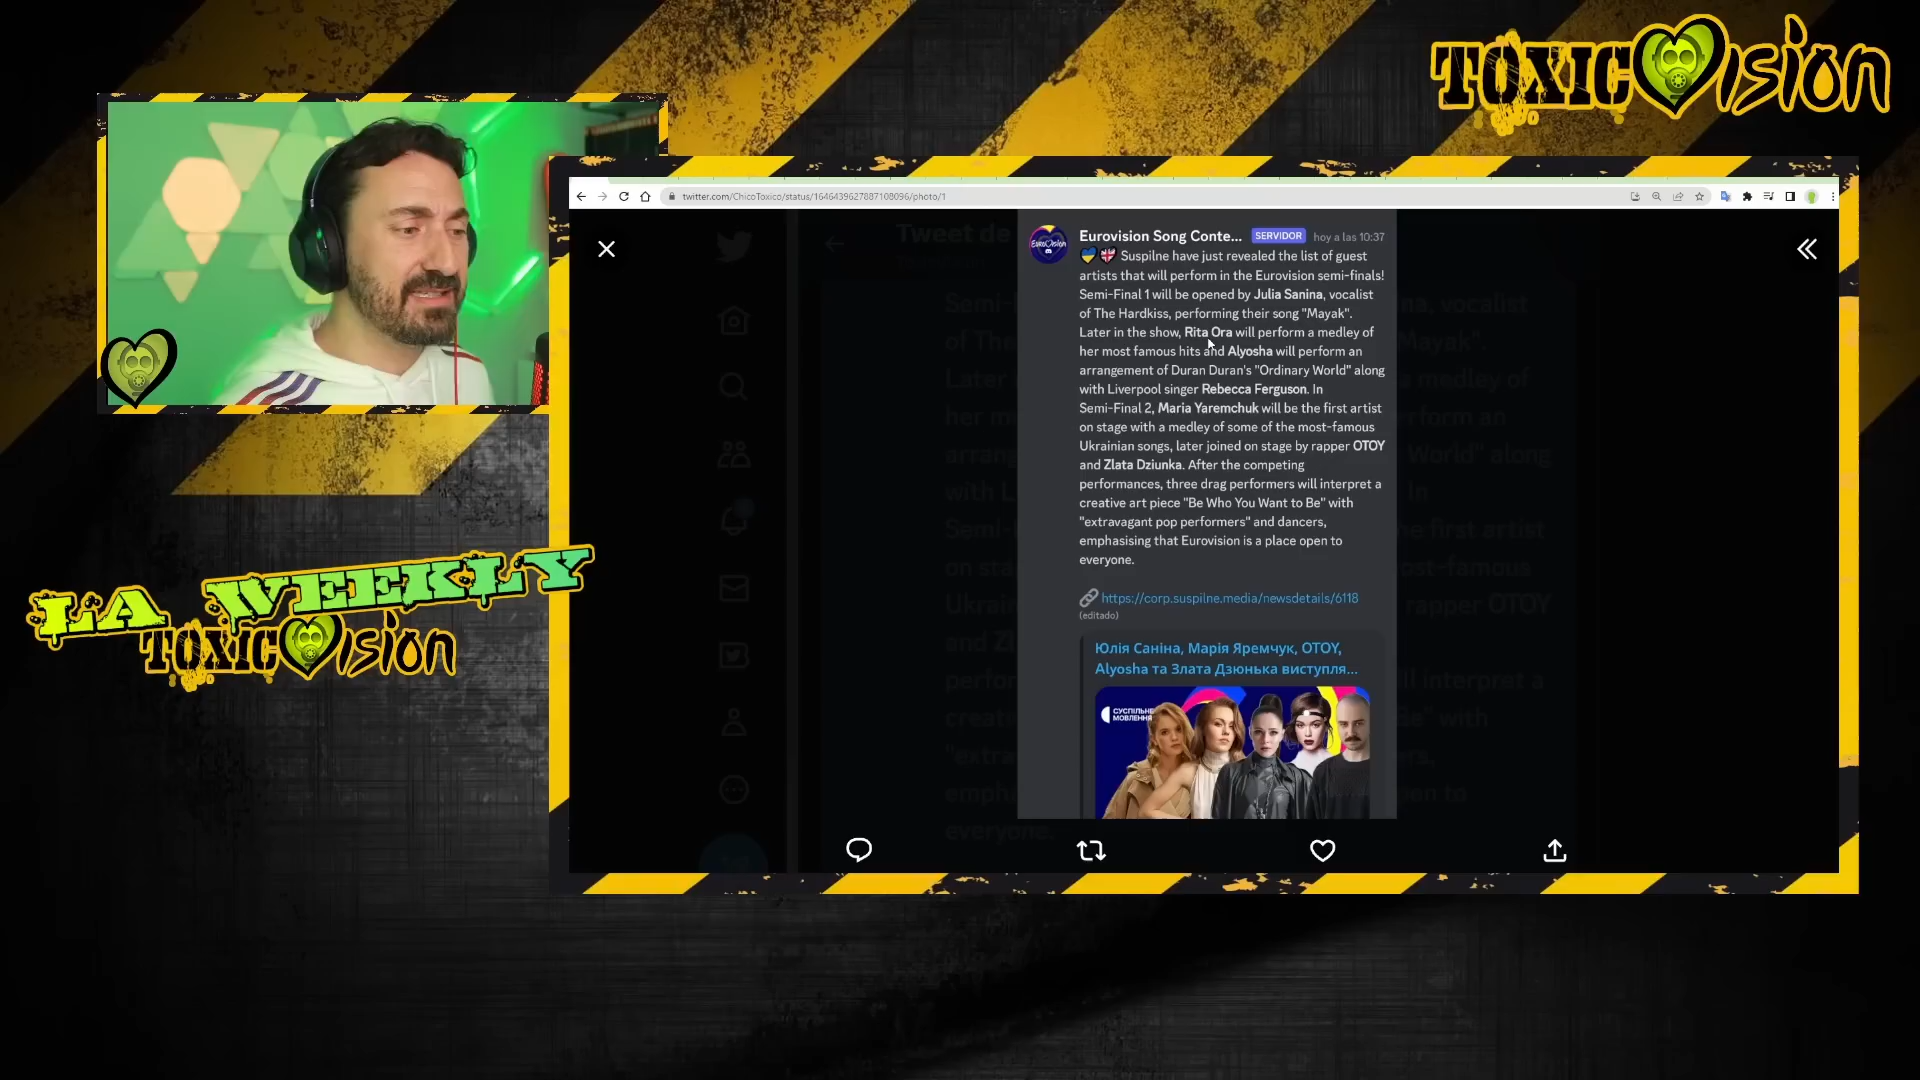 TOXICVision
twitter.com/ChicoToxico/status/1646439627887108096/photo/1
Tweet de
Eurovision Song Conte... SERVIDOR hoy a las 10:37
Suspilne have just revealed the list of guest
artists that will perform in the Eurovision semi-finals!
Semi-Final 1 will be opened by Julia Sanina, vocalist
of The Hardkiss, performing their song "Mayak".
Later in the show, Rita Ora will perform a medley of
her most famous hits and Alyosha will perform an
arrangement of Duran Duran's "Ordinary World" along
with Liverpool singer Rebecca Ferguson. In
Semi-Final 2, Maria Yaremchuk will be the first artist
on stage with a medley of some of the most-famous
Ukrainian songs, later joined on stage by rapper OTOY
and Zlata Dziunka. After the competing
performances, three drag performers will interpret a
creative art piece "Be Who You Want to Be" with
"extravagant pop performers" and dancers,
emphasising that Eurovision is a place open to
everyone.
https://corp.suspilne.media/newsdetails/6118
(editado)
Юлія Саніна, Марія Яремчук, OTOY,
Alyosha та Злата Дзюнька виступля...
СУСПІЛЬНЕ
МОВЛЕННЯ
LA WEEKLY
TOXICVision